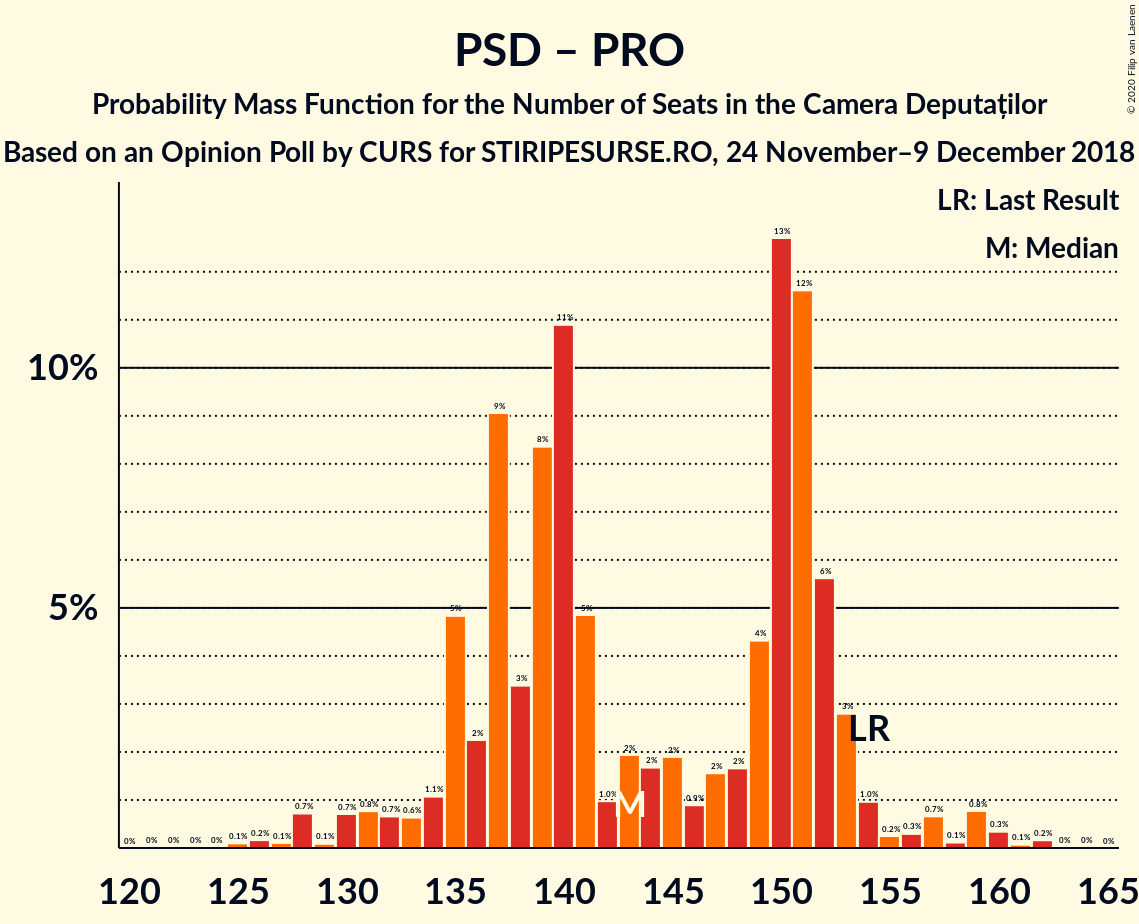 PSD – PRO
Probability Mass Function for the Number of Seats in the Camera Deputaților
Based on an Opinion Poll by CURS for STIRIPESURSE.RO, 24 November–9 December 2018
© 2020 Filip van Laenen
LR: Last Result
M: Median
10%
5%
0% 0% 0% 0% 0% 0.1% 0.2% 0.1% 0.7% 0.1% 0.7% 0.8% 0.7% 0.6% 1.1% 5% 2% 9% 3% 8% 11% 5% 1.0% 2% 2% 2% 0.9% 2% 2% 4% 13% 12% 6% 3% 1.0% 0.2% 0.3% 0.7% 0.1% 0.8% 0.3% 0.1% 0.2% 0% 0% 0%
M
LR
120 125 130 135 140 145 150 155 160 165